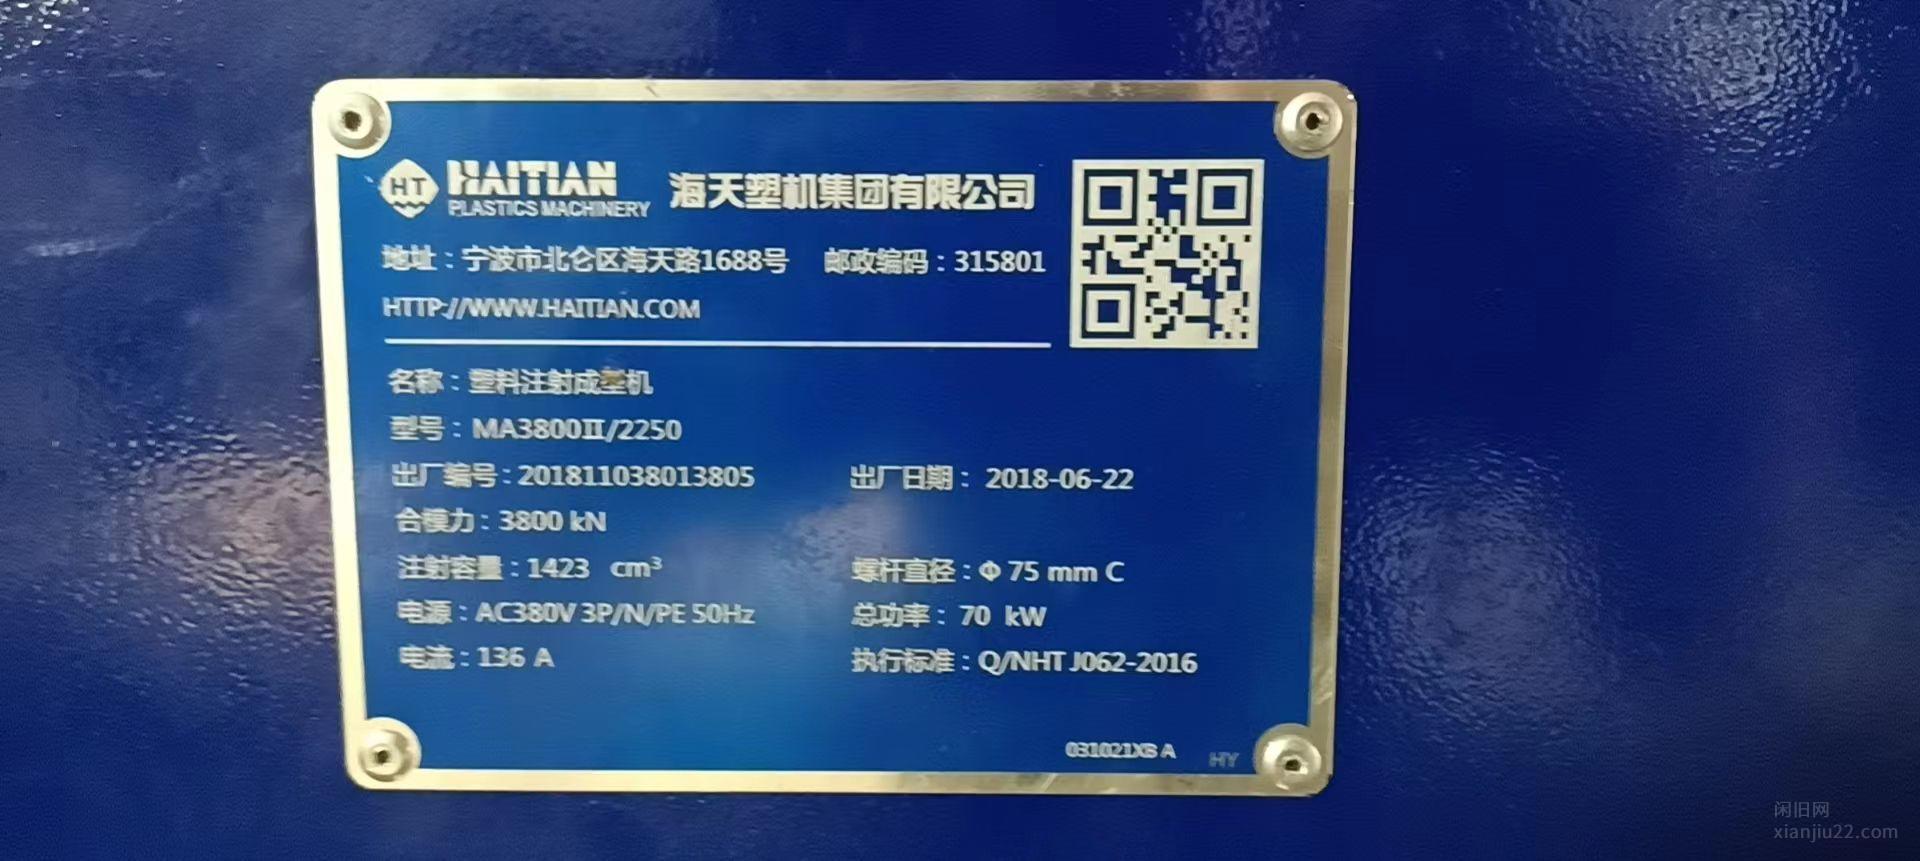 HT HAITIAN PLASTICS MACHINERY 海天塑机集团有限公司
地址：宁波市北仑区海天路1688号 邮政编码：315801
HTTP://WWW.HAITIAN.COM
名称：塑料注射成型机
型号：MA3800Ⅱ/2250
出厂编号：201811038013805 出厂日期：2018-06-22
合模力：3800 kN
注射容量：1423 cm³ 螺杆直径：Φ 75 mm C
电源：AC380V 3P/N/PE 50Hz 总功率：70 kW
电流：136 A 执行标准：Q/NHT J062-2016
031021XB A HY
闲旧网
xianjiu22.com